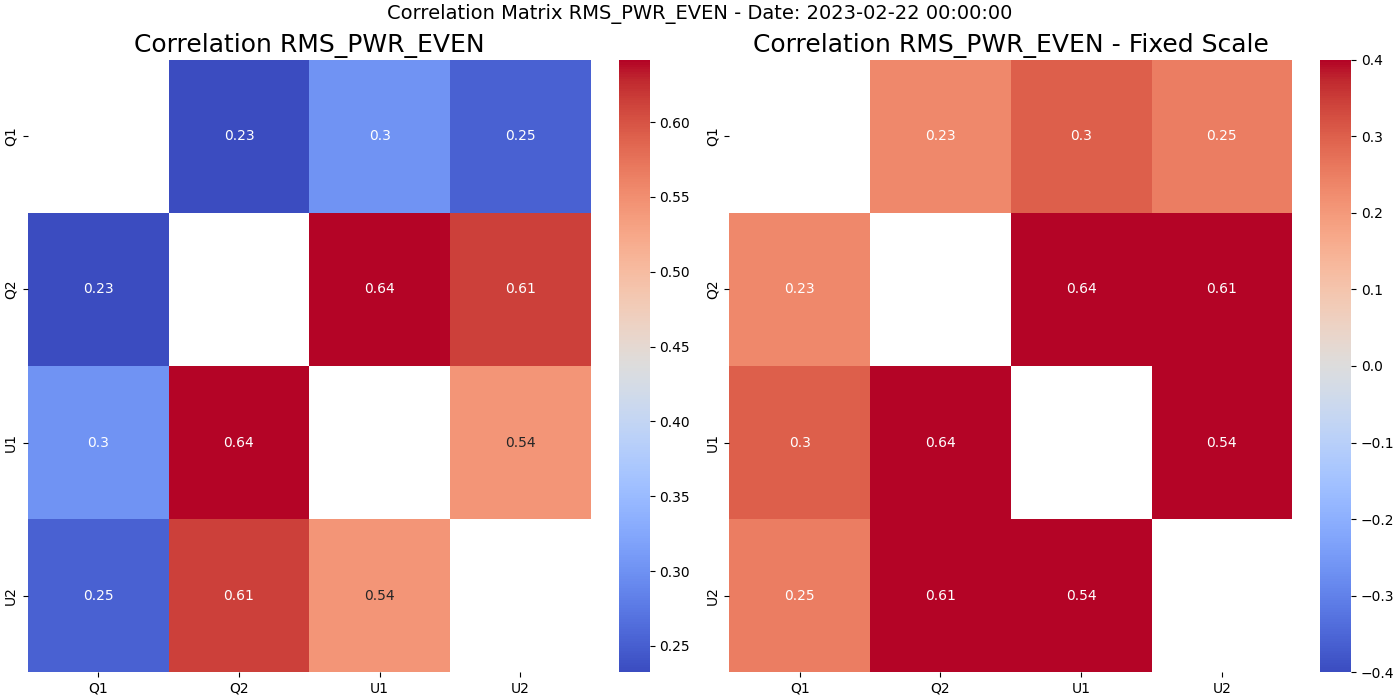 Correlation Matrix RMS_PWR_EVEN - Date: 2023-02-22 00:00:00
Correlation RMS_PWR_EVEN
Q1
0.23
0.3
0.25
Q2
0.23
0.64
0.61
U1
0.3
0.64
0.54
U2
0.25
0.61
0.54
Q1
Q2
U1
U2
0.60
0.55
0.50
0.45
0.40
0.35
0.30
0.25
Correlation RMS_PWR_EVEN - Fixed Scale
Q1
0.23
0.3
0.25
Q2
0.23
0.64
0.61
U1
0.3
0.64
0.54
U2
0.25
0.61
0.54
Q1
Q2
U1
U2
0.4
0.3
0.2
0.1
0.0
−0.1
−0.2
−0.3
−0.4